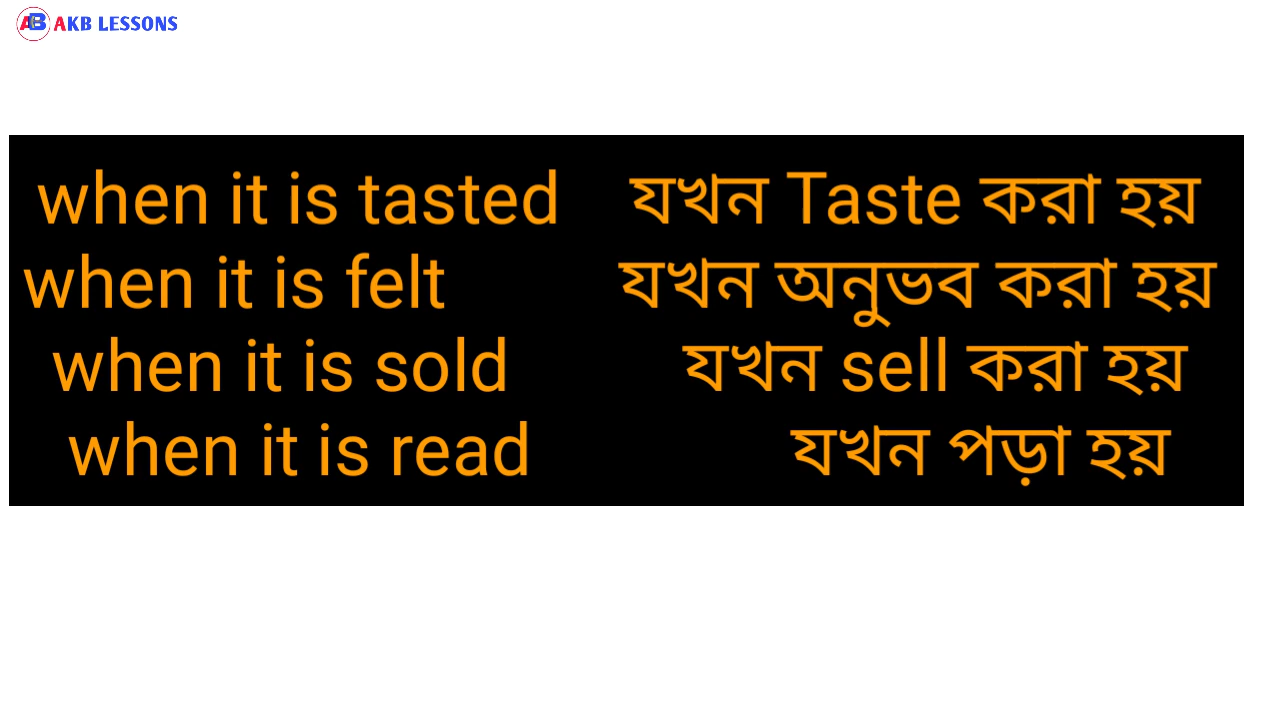 AKB LESSONS
when it is tasted যখন Taste করা হয়
when it is felt যখন অনুভব করা হয়
when it is sold যখন sell করা হয়
when it is read যখন পড়া হয়